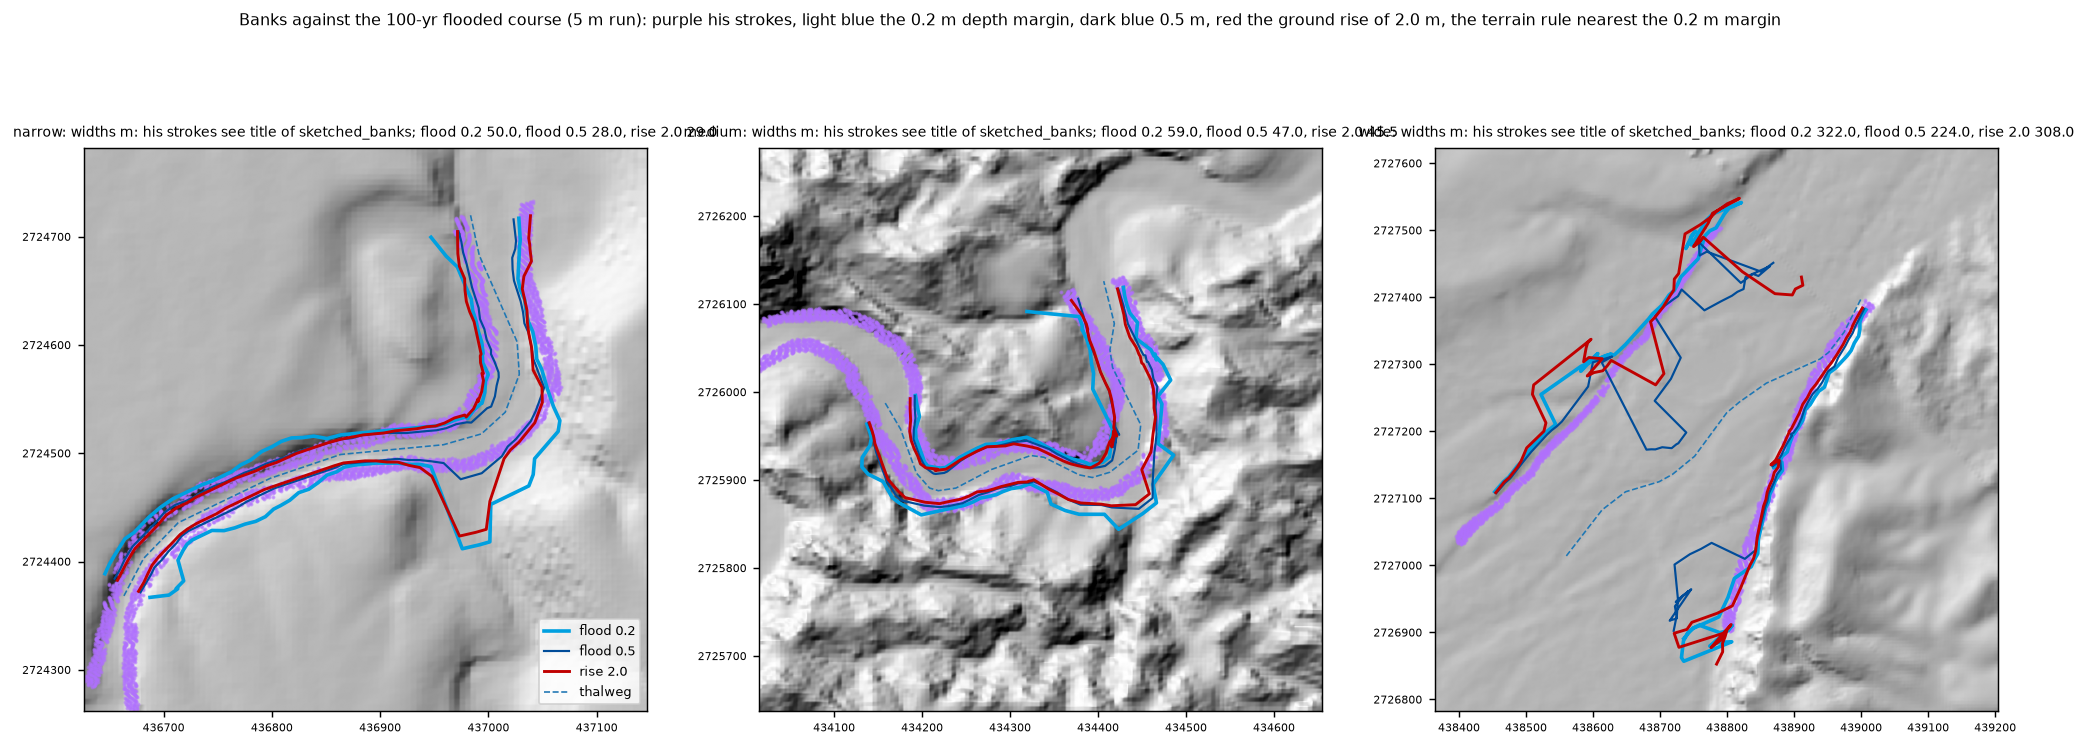 Banks against the 100-yr flooded course (5 m run): purple his strokes, light blue the 0.2 m depth margin, dark blue 0.5 m, red the ground rise of 2.0 m, the terrain rule nearest the 0.2 m margin
narrow: widths m: his strokes see title of sketched_banks; flood 0.2 50.0, flood 0.5 28.0, rise 2.0 29.0
medium: widths m: his strokes see title of sketched_banks; flood 0.2 59.0, flood 0.5 47.0, rise 2.0 45.5
wide: widths m: his strokes see title of sketched_banks; flood 0.2 322.0, flood 0.5 224.0, rise 2.0 308.0
2724700
2724600
2724500
2724400
2724300
436700 436800 436900 437000 437100
flood 0.2
flood 0.5
rise 2.0
thalweg
2726200
2726100
2726000
2725900
2725800
2725700
434100 434200 434300 434400 434500 434600
2727600
2727500
2727400
2727300
2727200
2727100
2727000
2726900
2726800
438400 438500 438600 438700 438800 438900 439000 439100 439200